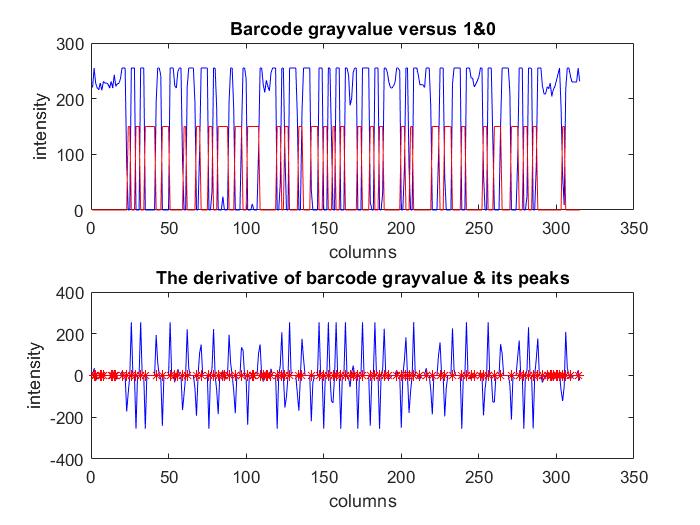 Barcode grayvalue versus 1&0
300
200
100
0
intensity
0 50 100 150 200 250 300 350
columns
The derivative of barcode grayvalue & its peaks
400
200
0
-200
-400
intensity
0 50 100 150 200 250 300 350
columns